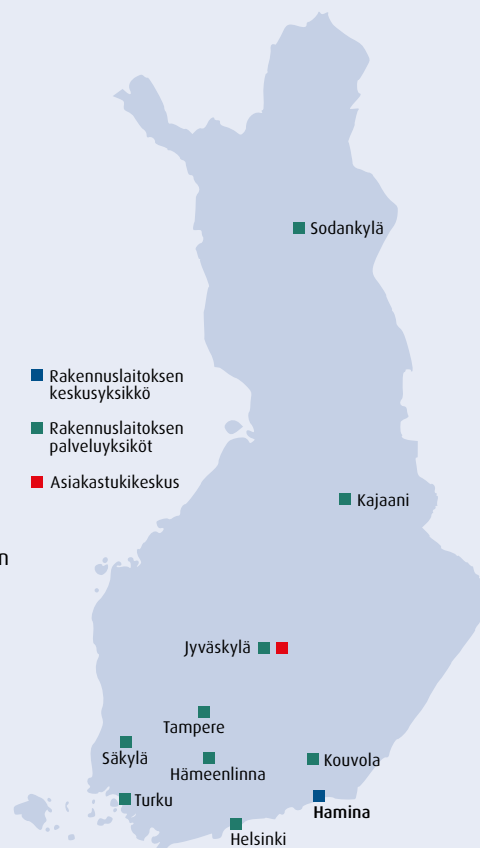 Sodankylä
Rakennuslaitoksen
keskusyksikkö
Rakennuslaitoksen
palveluyksiköt
Asiakastukikeskus
Kajaani
n
Jyväskylä
Tampere
Säkylä
Hämeenlinna
Kouvola
Turku
Hamina
Helsinki